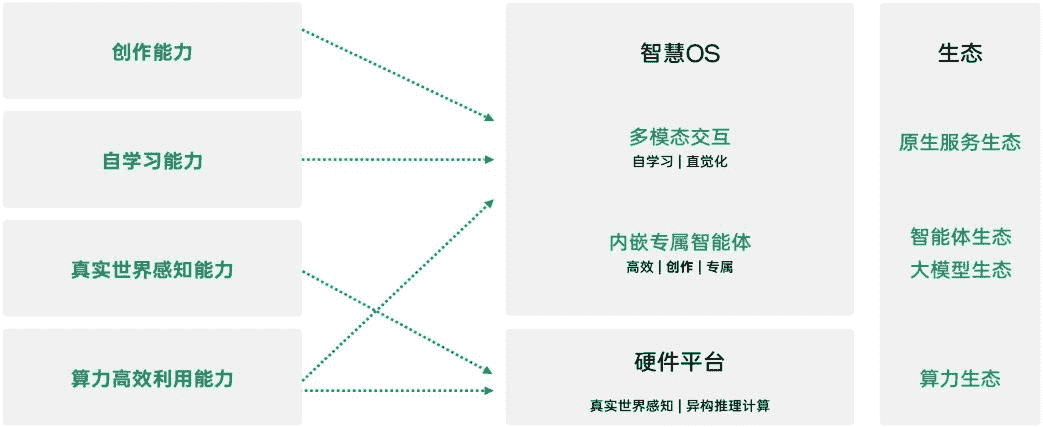 创作能力
自学习能力
真实世界感知能力
算力高效利用能力
智慧OS
多模态交互
自学习 | 直觉化
内嵌专属智能体
高效 | 创作 | 专属
硬件平台
真实世界感知 | 异构推理计算
生态
原生服务生态
智能体生态
大模型生态
算力生态